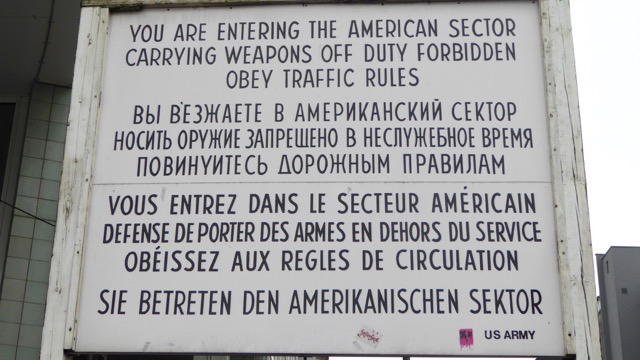 YOU ARE ENTERING THE AMERICAN SECTOR
CARRYING WEAPONS OFF DUTY FORBIDDEN
OBEY TRAFFIC RULES
ВЫ ВЪЕЗЖАЕТЕ В АМЕРИКАНСКИЙ СЕКТОР
НОСИТЬ ОРУЖИЕ ЗАПРЕЩЕНО В НЕСЛУЖЕБНОЕ ВРЕМЯ
ПОВИНУЙТЕСЬ ДОРОЖНЫМ ПРАВИЛАМ
VOUS ENTREZ DANS LE SECTEUR AMÉRICAIN
DEFENSE DE PORTER DES ARMES EN DEHORS DU SERVICE
OBÉISSEZ AUX REGLES DE CIRCULATION
SIE BETRETEN DEN AMERIKANISCHEN SEKTOR
US ARMY